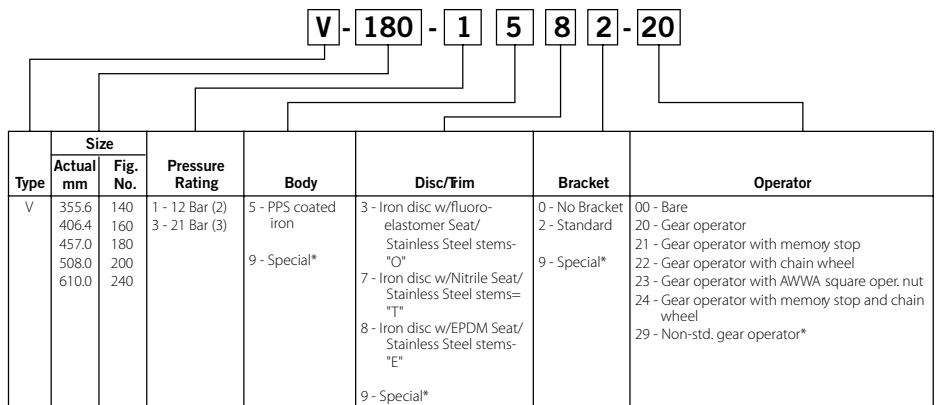 V - 180 - 1 5 8 2 - 20
Size
Type
Actual mm
Fig. No.
Pressure Rating
Body
Disc/Trim
Bracket
Operator
V
355.6 140
406.4 160
457.0 180
508.0 200
610.0 240
1 - 12 Bar (2)
3 - 21 Bar (3)
5 - PPS coated
iron
9 - Special*
3 - Iron disc w/fluoro-
elastomer Seat/
Stainless Steel stems-
"O"
7 - Iron disc w/Nitrile Seat/
Stainless Steel stems=
"T"
8 - Iron disc w/EPDM Seat/
Stainless Steel stems-
"E"
9 - Special*
0 - No Bracket
2 - Standard
9 - Special*
00 - Bare
20 - Gear operator
21 - Gear operator with memory stop
22 - Gear operator with chain wheel
23 - Gear operator with AWWA square oper. nut
24 - Gear operator with memory stop and chain
wheel
29 - Non-std. gear operator*